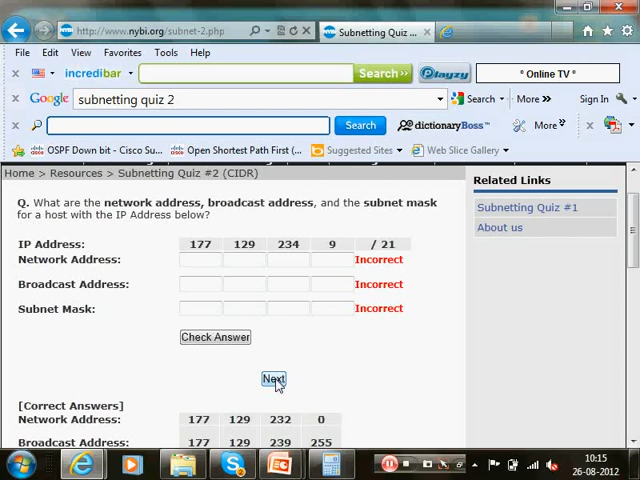 http://www.nybi.org/subnet-2.php
Subnetting Quiz ...
File Edit View Favorites Tools Help
x incredibar Search >> Playzy ° Online TV °
x Google subnetting quiz 2 Search More >> Sign In
x Search dictionaryBoss More >> x
x OSPF Down bit - Cisco Su... Open Shortest Path First (... Suggested Sites Web Slice Gallery
Home > Resources > Subnetting Quiz #2 (CIDR)
Related Links
Q. What are the network address, broadcast address, and the subnet mask
for a host with the IP Address below?
Subnetting Quiz #1
About us
IP Address: 177 129 234 9 / 21
Network Address: Incorrect
Broadcast Address: Incorrect
Subnet Mask: Incorrect
Check Answer
Next
[Correct Answers]
Network Address: 177 129 232 0
Broadcast Address: 177 129 239 255
10:15
26-08-2012